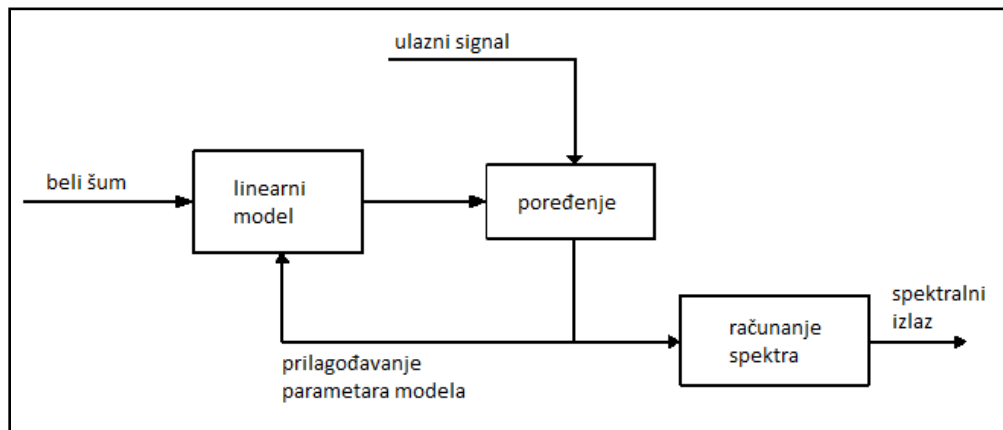 ulazni signal
beli šum
linearni
model
poređenje
spektralni
izlaz
računanje
spektra
prilagođavanje
parametara modela